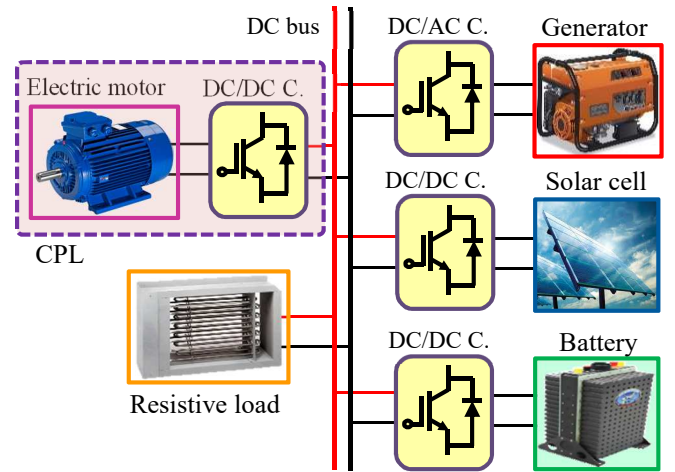 DC bus
DC/AC C.
Generator
Electric motor
DC/DC C.
CPL
DC/DC C.
Solar cell
Resistive load
DC/DC C.
Battery